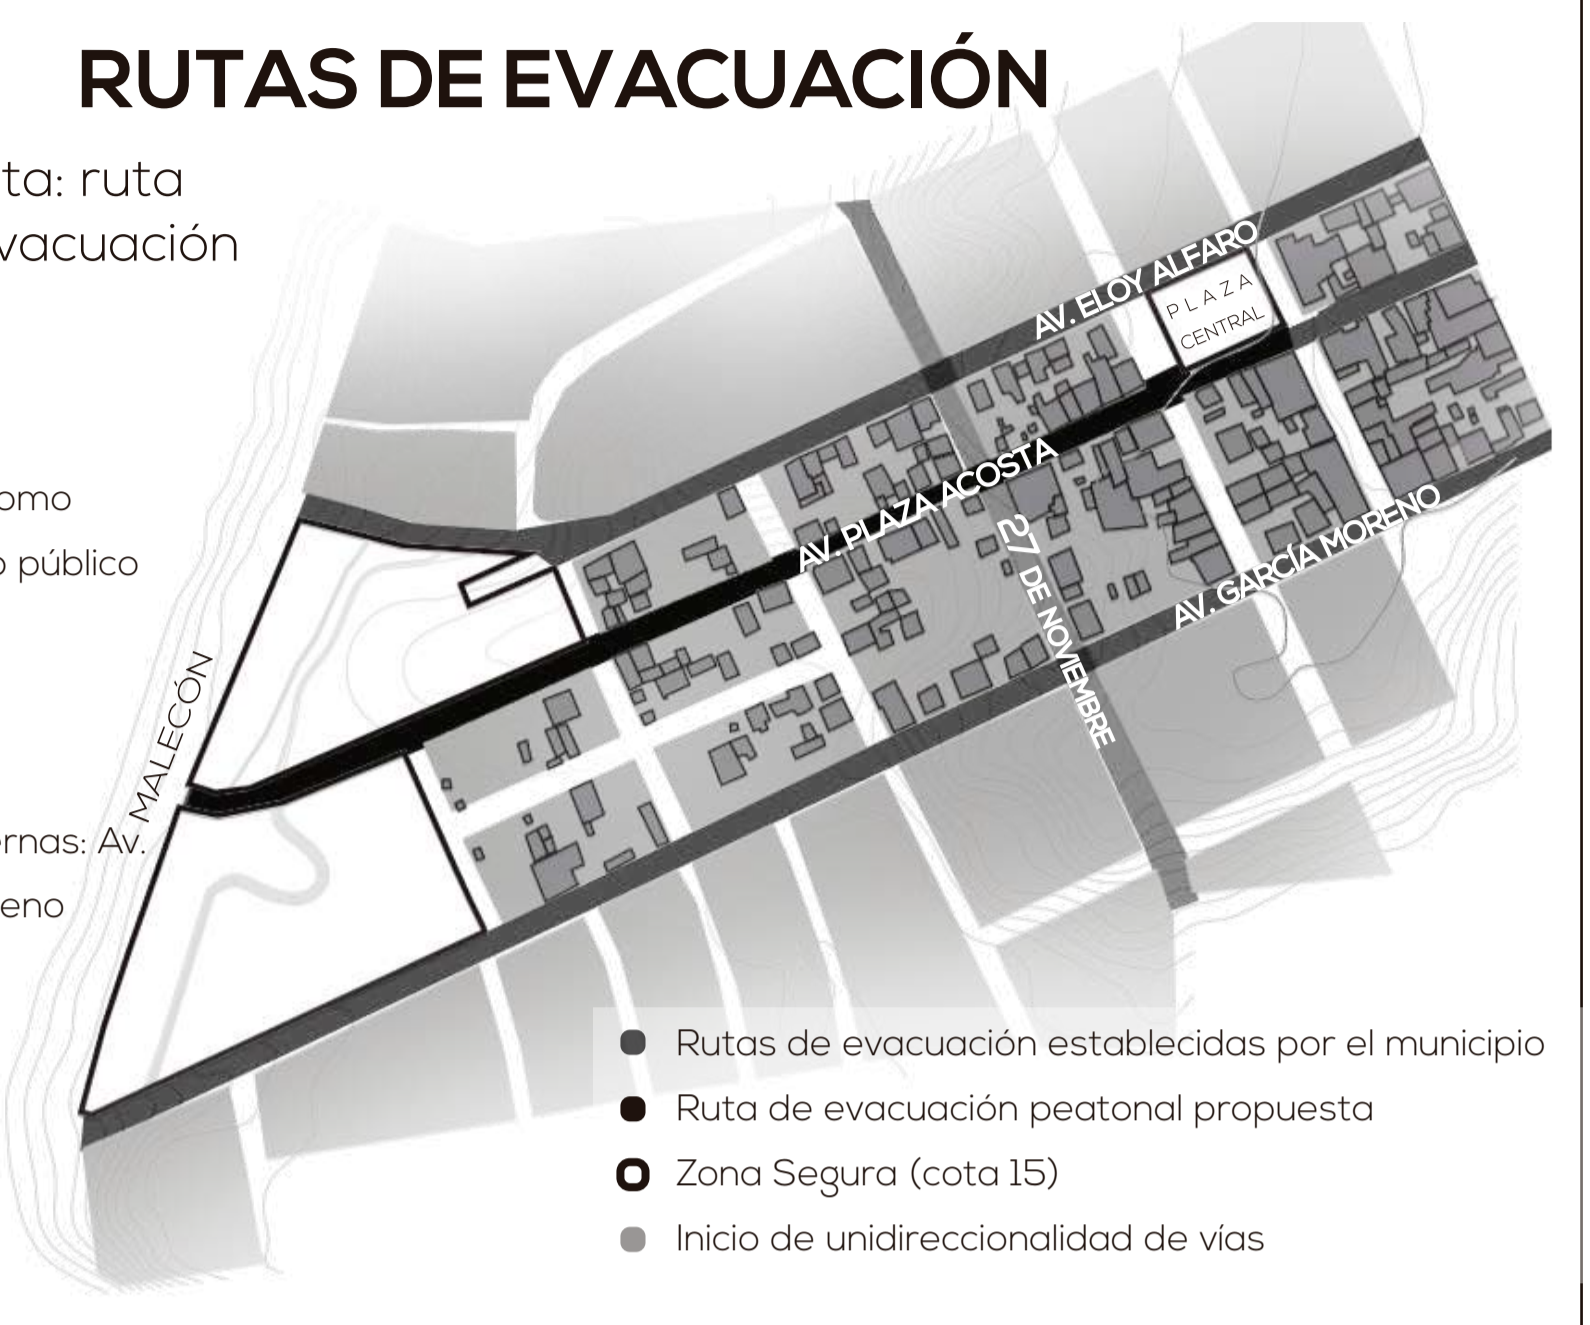 RUTAS DE EVACUACIÓN
ta: ruta
vacuación
omo
o público
ernas: Av.
eno
MALECÓN
AV. ELOY ALFARO
PLAZA
CENTRAL
AV. PLAZA ACOSTA
27 DE NOVIEMBRE
AV. GARCÍA MORENO
Rutas de evacuación establecidas por el municipio
Ruta de evacuación peatonal propuesta
Zona Segura (cota 15)
Inicio de unidireccionalidad de vías